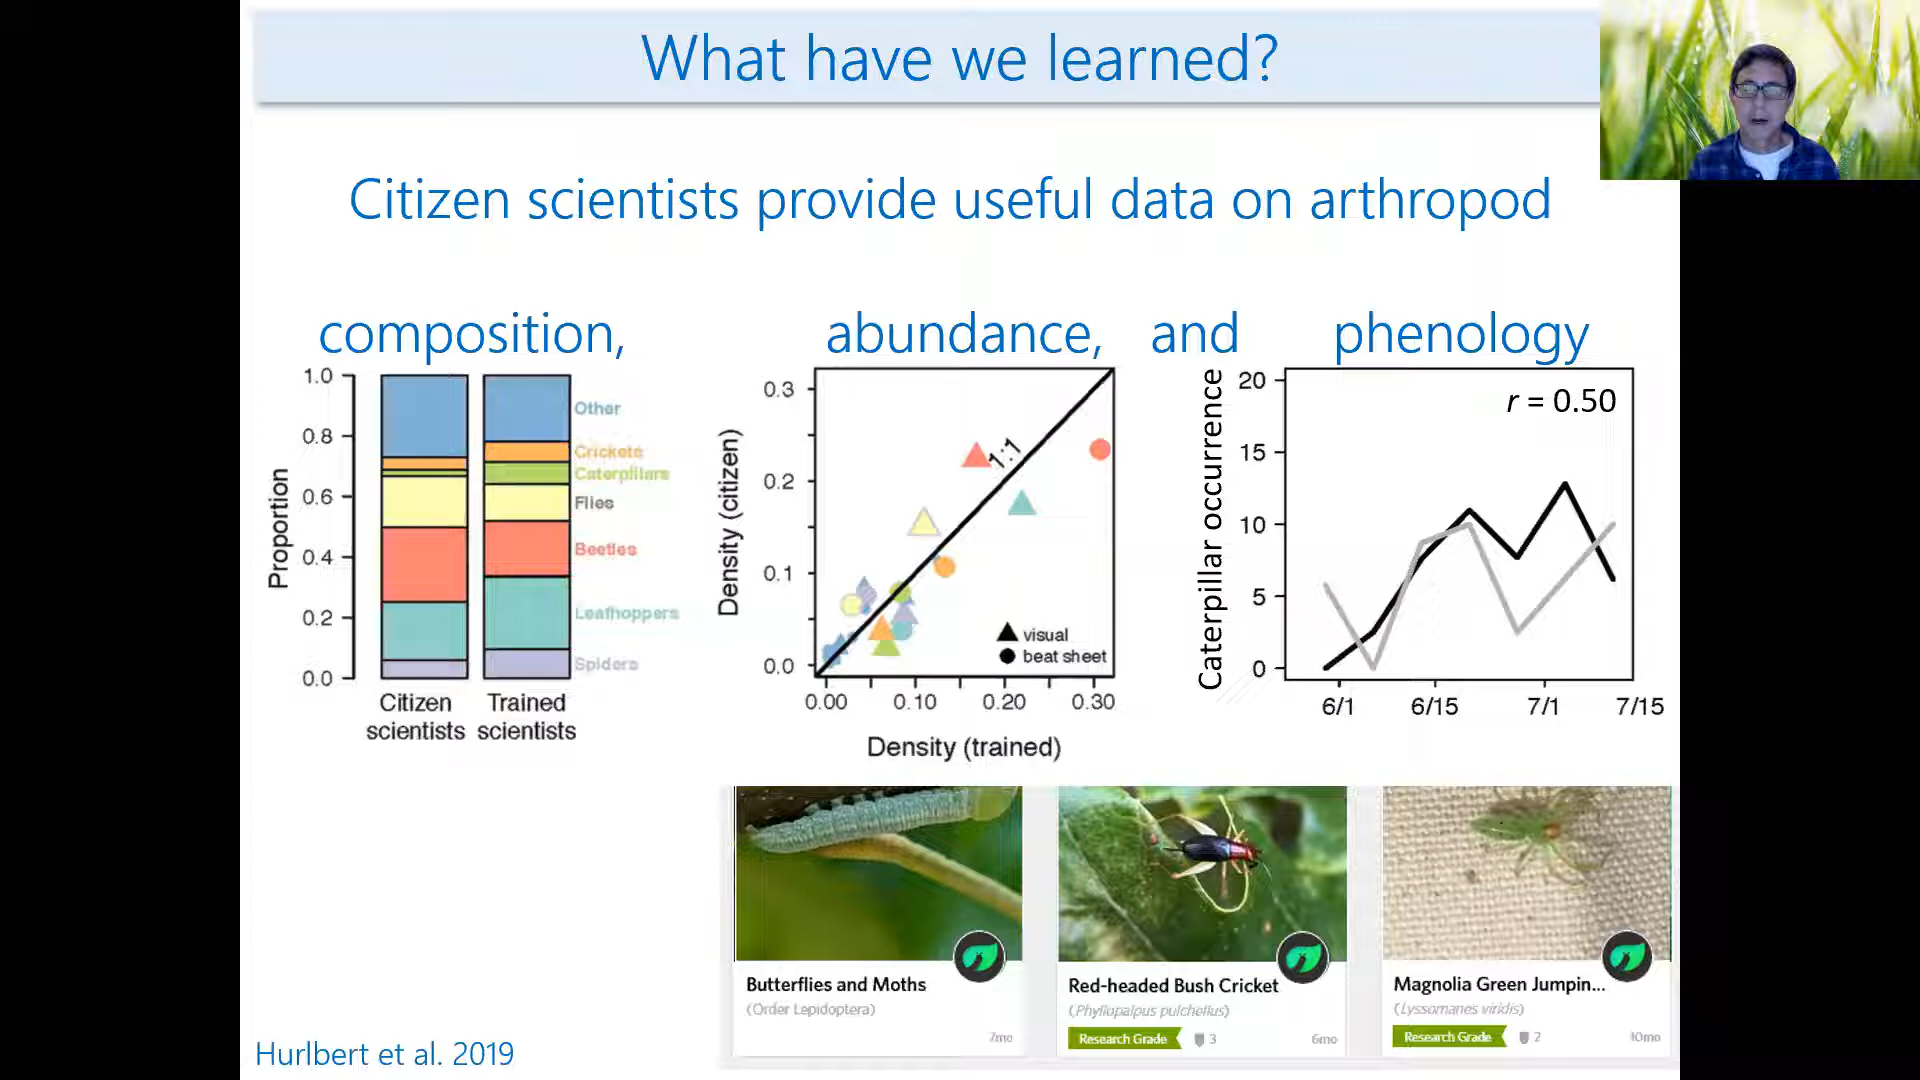 What have we learned?
Citizen scientists provide useful data on arthropod
composition, abundance, and phenology
1.0
0.8
0.6
0.4
0.2
0.0
Proportion
Other
Crickets
Caterpillars
Flies
Beetles
Leafhoppers
Spiders
Citizen scientists
Trained scientists
0.3
0.2
0.1
0.0
Density (citizen)
1:1
visual
beat sheet
0.00 0.10 0.20 0.30
Density (trained)
20
15
10
5
0
Caterpillar occurrence
r = 0.50
6/1 6/15 7/1 7/15
Butterflies and Moths
(Order Lepidoptera)
7mo
Red-headed Bush Cricket
(Phyllopalpus pulchellus)
Research Grade 3 6mo
Magnolia Green Jumpin...
(Lyssomanes viridis)
Research Grade 2 10mo
Hurlbert et al. 2019